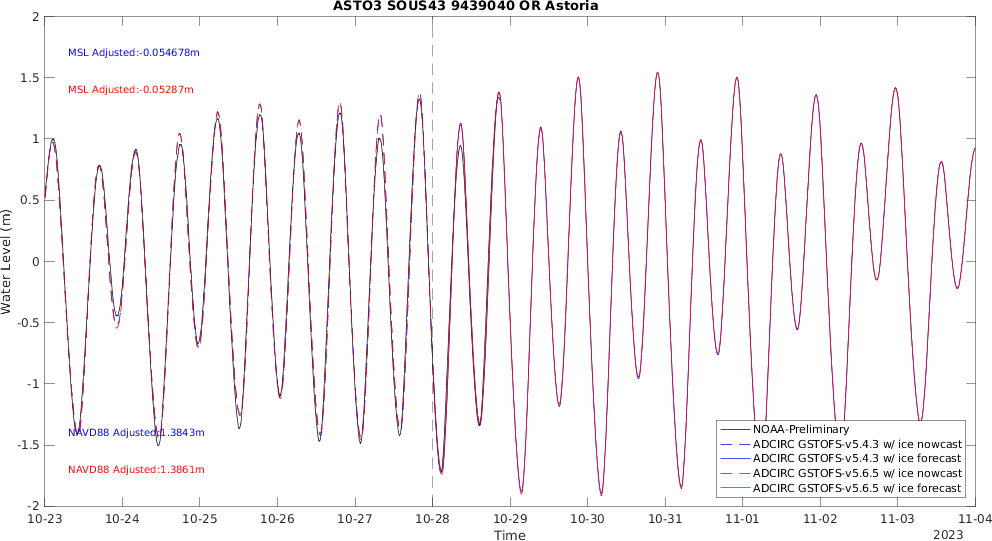 ASTO3 SOUS43 9439040 OR Astoria
2
1.5
1
0.5
0
-0.5
-1
-1.5
-2
Water Level (m)
MSL Adjusted:-0.054678m
MSL Adjusted:-0.05287m
NAVD88 Adjusted:1.3843m
NAVD88 Adjusted:1.3861m
NOAA-Preliminary
ADCIRC GSTOFS-v5.4.3 w/ ice nowcast
ADCIRC GSTOFS-v5.4.3 w/ ice forecast
ADCIRC GSTOFS-v5.6.5 w/ ice nowcast
ADCIRC GSTOFS-v5.6.5 w/ ice forecast
10-23 10-24 10-25 10-26 10-27 10-28 10-29 10-30 10-31 11-01 11-02 11-03 11-04
Time
2023